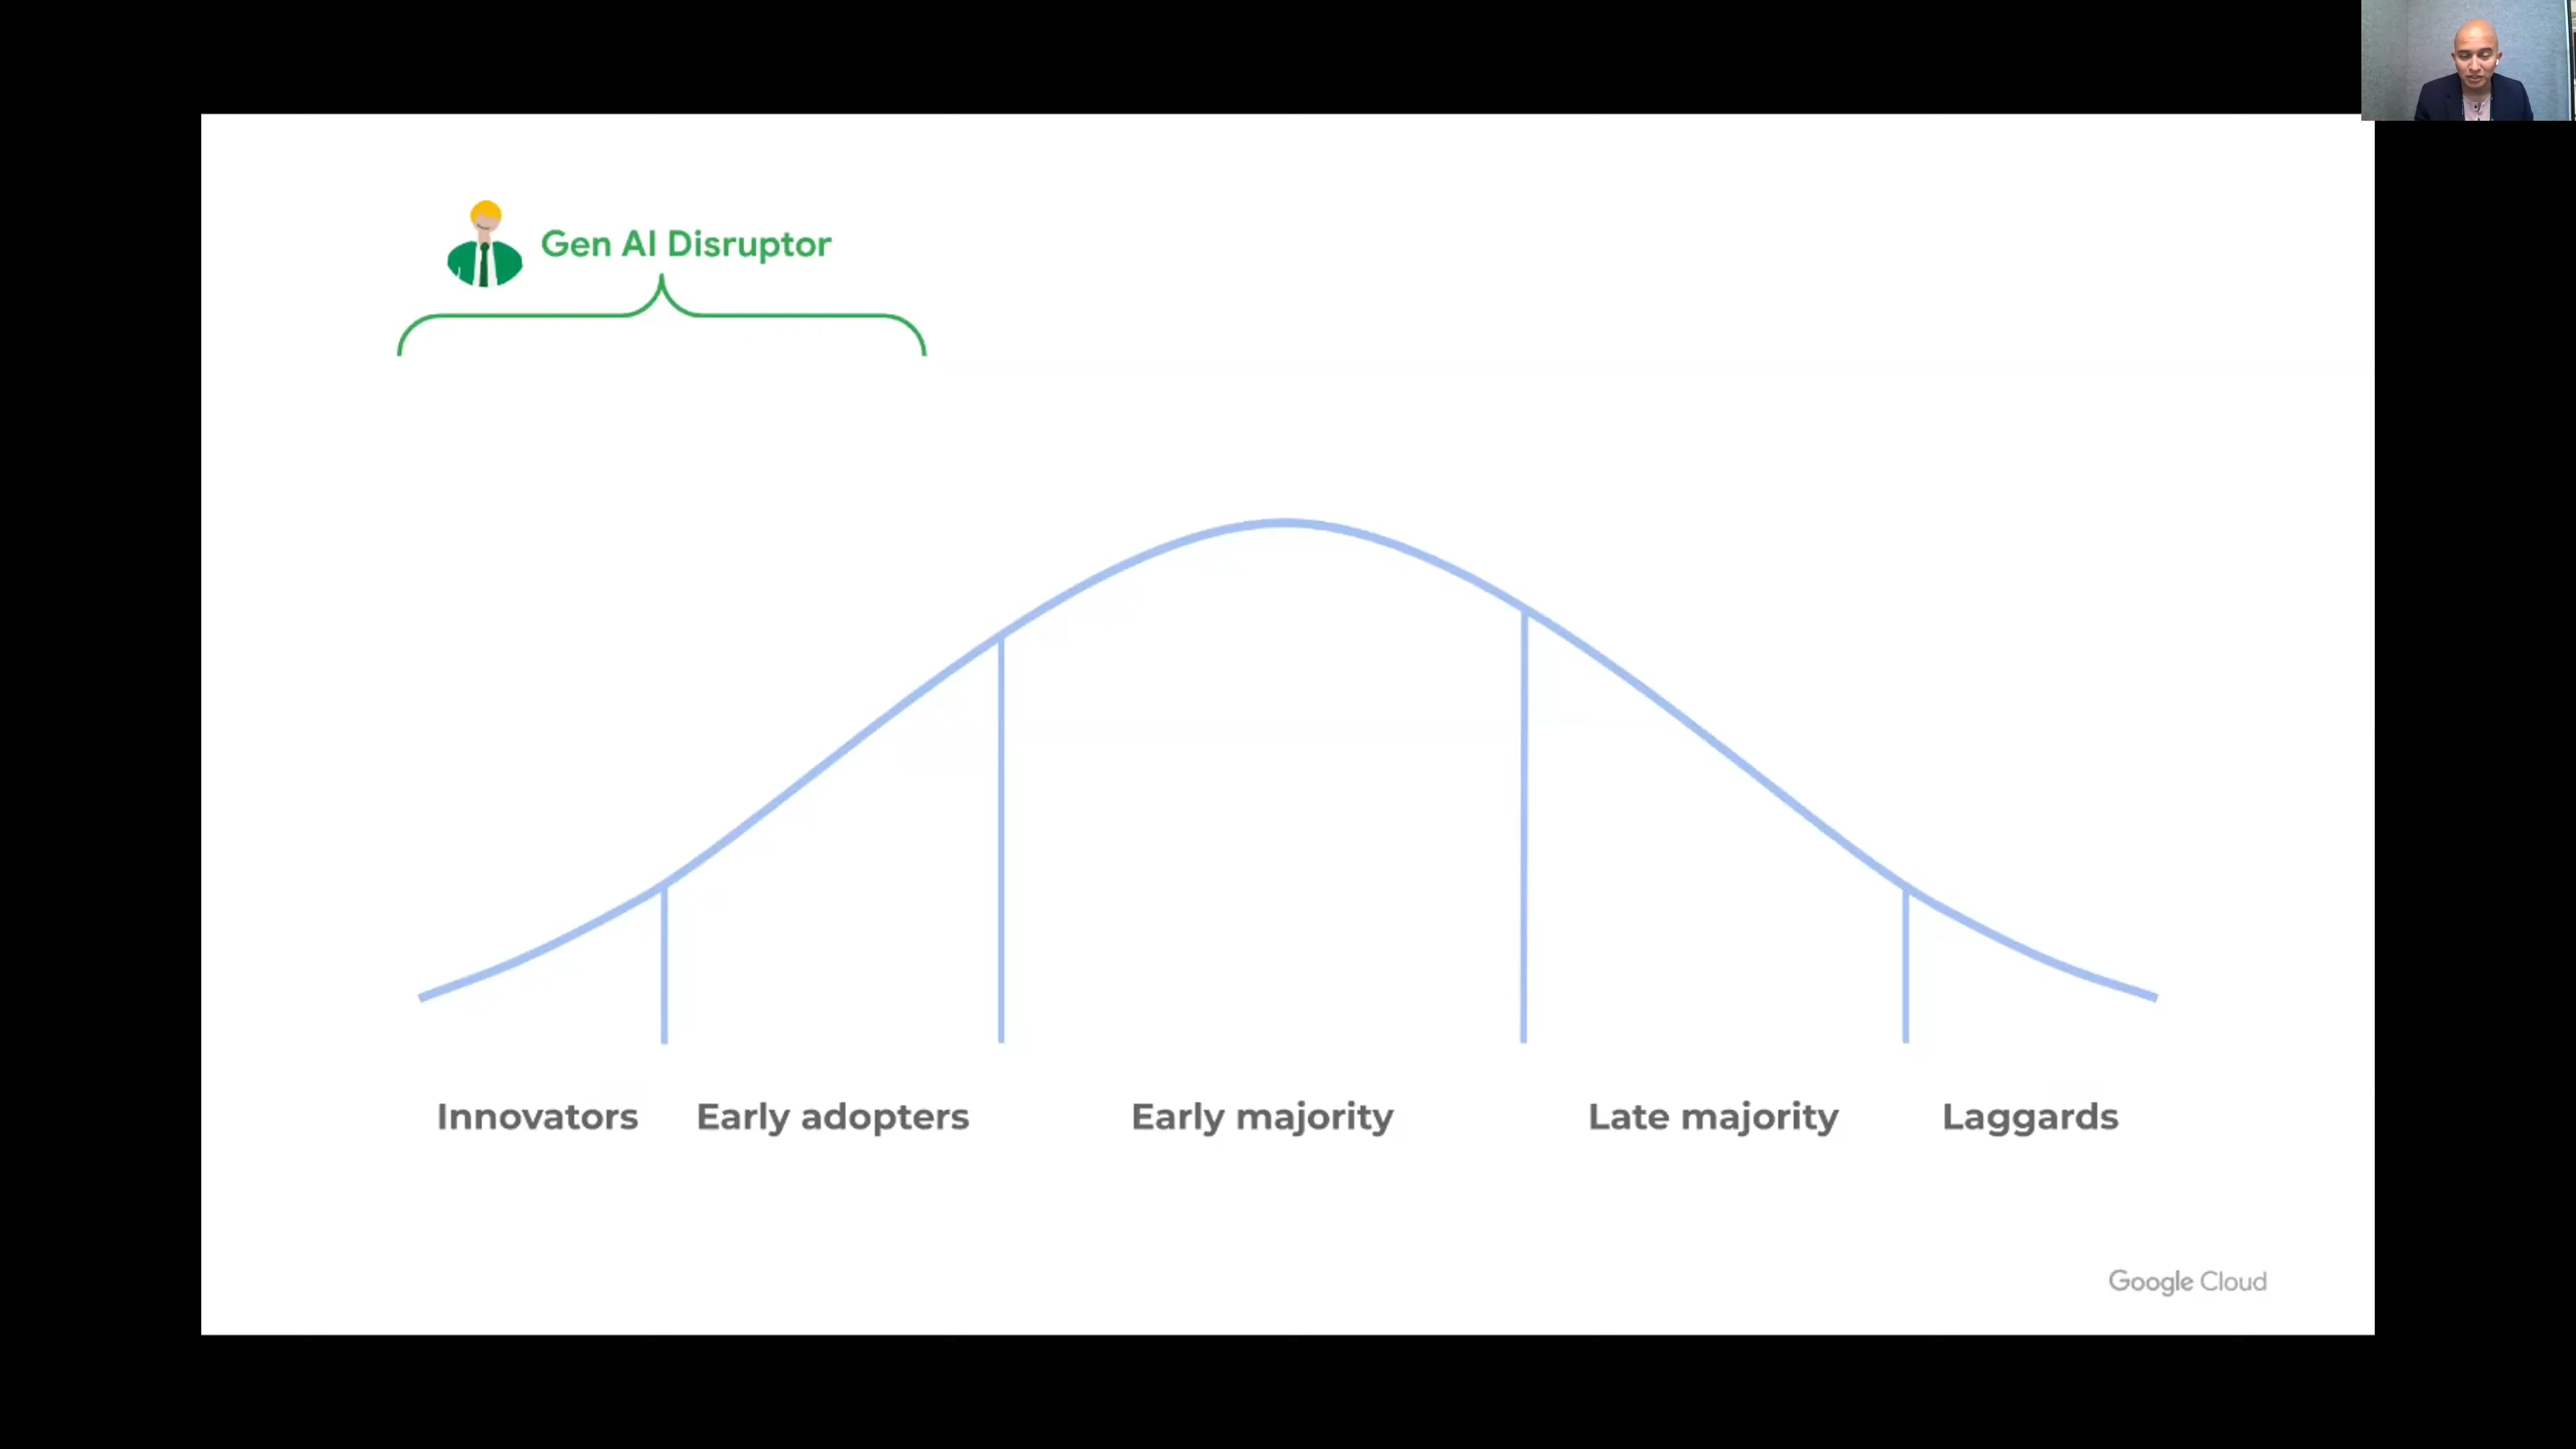 Gen AI Disruptor
Innovators
Early adopters
Early majority
Late majority
Laggards
Google Cloud